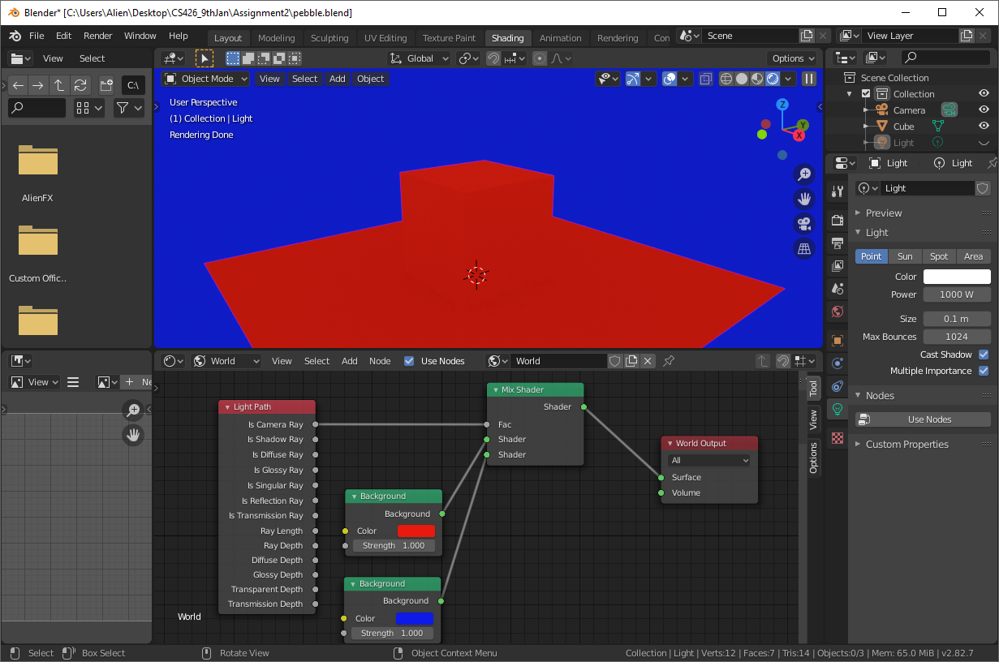 Blender* [C:\Users\Alien\Desktop\CS426_9thJan\Assignment2\pebble.blend]
File Edit Render Window Help
Layout Modeling Sculpting UV Editing Texture Paint Shading Animation Rendering Con
Scene
View Layer
View Select
Global
Options
C:\
Object Mode View Select Add Object
User Perspective
(1) Collection | Light
Rendering Done
Z
Y
X
AlienFX
Custom Offic..
Scene Collection
Collection
Camera
Cube
Light
Light Light
Light
Preview
Light
Point Sun Spot Area
Color
Power 1000 W
Size 0.1 m
Max Bounces 1024
Cast Shadow
Multiple Importance
Nodes
Use Nodes
Custom Properties
View
+ Ne
World View Select Add Node Use Nodes World
Tool
View
Options
Light Path
Is Camera Ray
Is Shadow Ray
Is Diffuse Ray
Is Glossy Ray
Is Singular Ray
Is Reflection Ray
Is Transmission Ray
Ray Length
Ray Depth
Diffuse Depth
Glossy Depth
Transparent Depth
Transmission Depth
Background
Background
Color
Strength 1.000
Background
Background
Color
Strength 1.000
Mix Shader
Shader
Fac
Shader
Shader
World Output
All
Surface
Volume
World
Select Box Select Rotate View Object Context Menu
Collection | Light | Verts:12 | Faces:7 | Tris:14 | Objects:0/3 | Mem: 65.0 MiB | v2.82.7